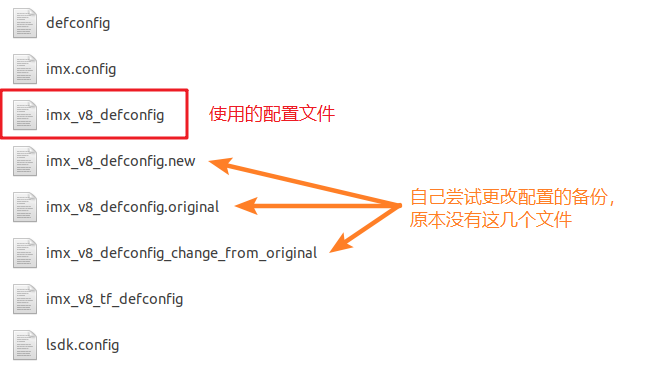 defconfig
imx.config
imx_v8_defconfig
使用的配置文件
imx_v8_defconfig.new
imx_v8_defconfig.original
自己尝试更改配置的备份，
原本没有这几个文件
imx_v8_defconfig_change_from_original
imx_v8_tf_defconfig
lsdk.config